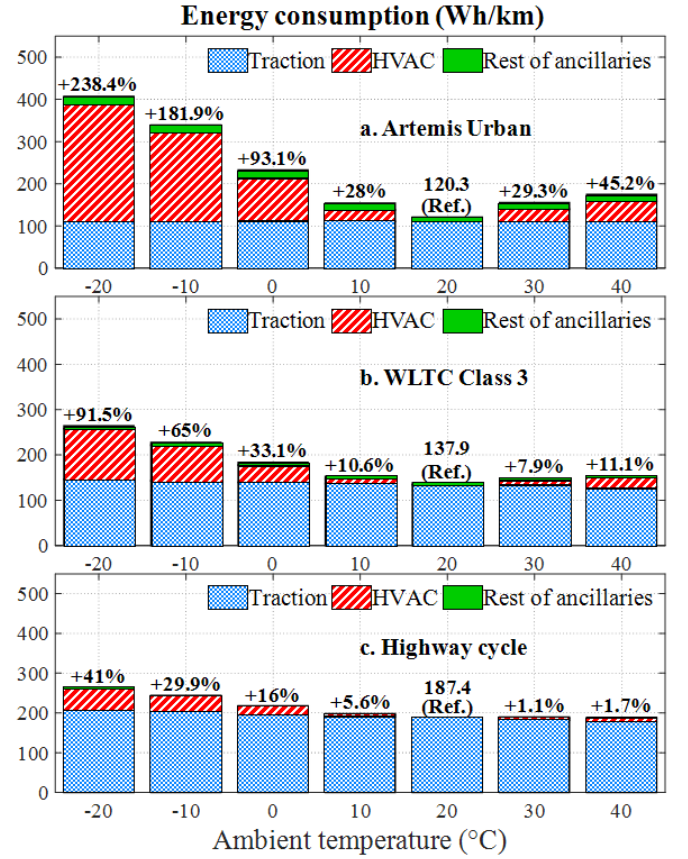 Energy consumption (Wh/km)
500
Traction HVAC Rest of ancillaries
+238.4%
400
+181.9%
a. Artemis Urban
300
+93.1%
200
+28% 120.3 +29.3% +45.2%
(Ref.)
100
0
-20 -10 0 10 20 30 40
500
Traction HVAC Rest of ancillaries
400
b. WLTC Class 3
300
+91.5% +65%
200
+33.1% +10.6% 137.9 +7.9% +11.1%
(Ref.)
100
0
-20 -10 0 10 20 30 40
500
Traction HVAC Rest of ancillaries
400
c. Highway cycle
300
+41% +29.9% +16% +5.6% 187.4 +1.1% +1.7%
(Ref.)
200
100
0
-20 -10 0 10 20 30 40
Ambient temperature (°C)